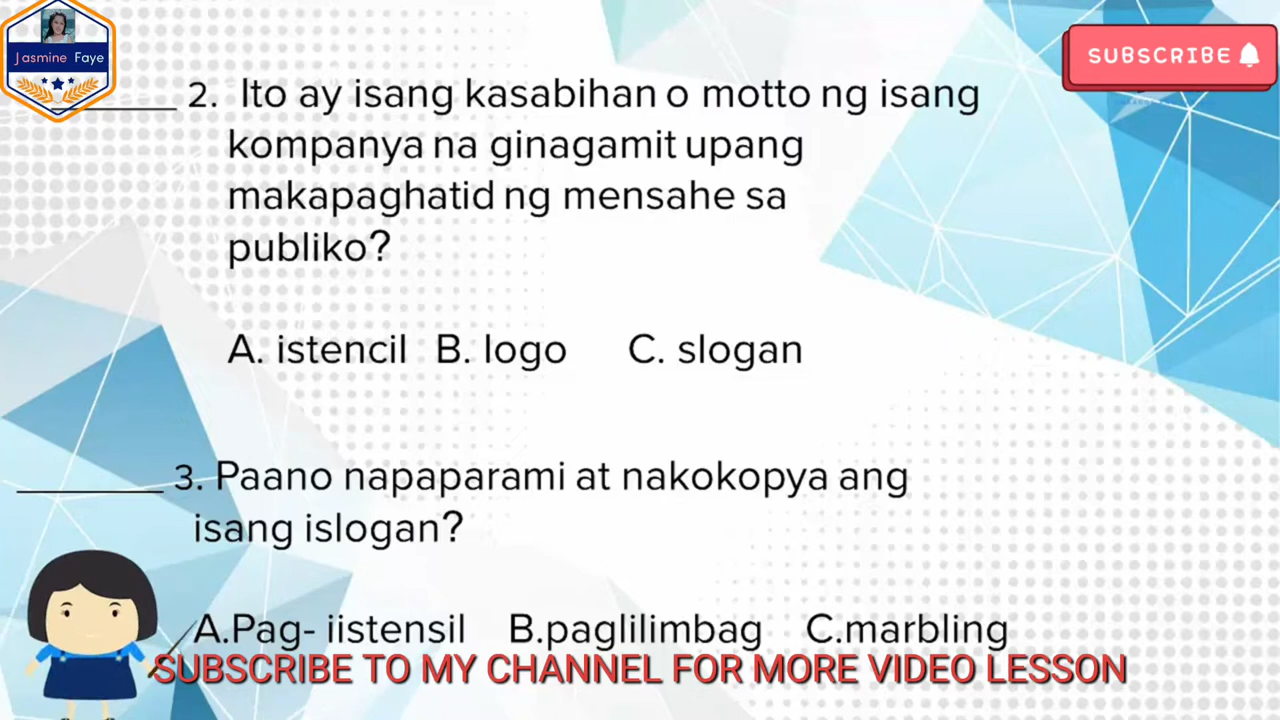 Jasmine Faye
SUBSCRIBE
________ 2. Ito ay isang kasabihan o motto ng isang
kompanya na ginagamit upang
makapaghatid ng mensahe sa
publiko?
A. istencil B. logo C. slogan
________ 3. Paano napaparami at nakokopya ang
isang islogan?
A.Pag- iistensil B.paglilimbag C.marbling
SUBSCRIBE TO MY CHANNEL FOR MORE VIDEO LESSON